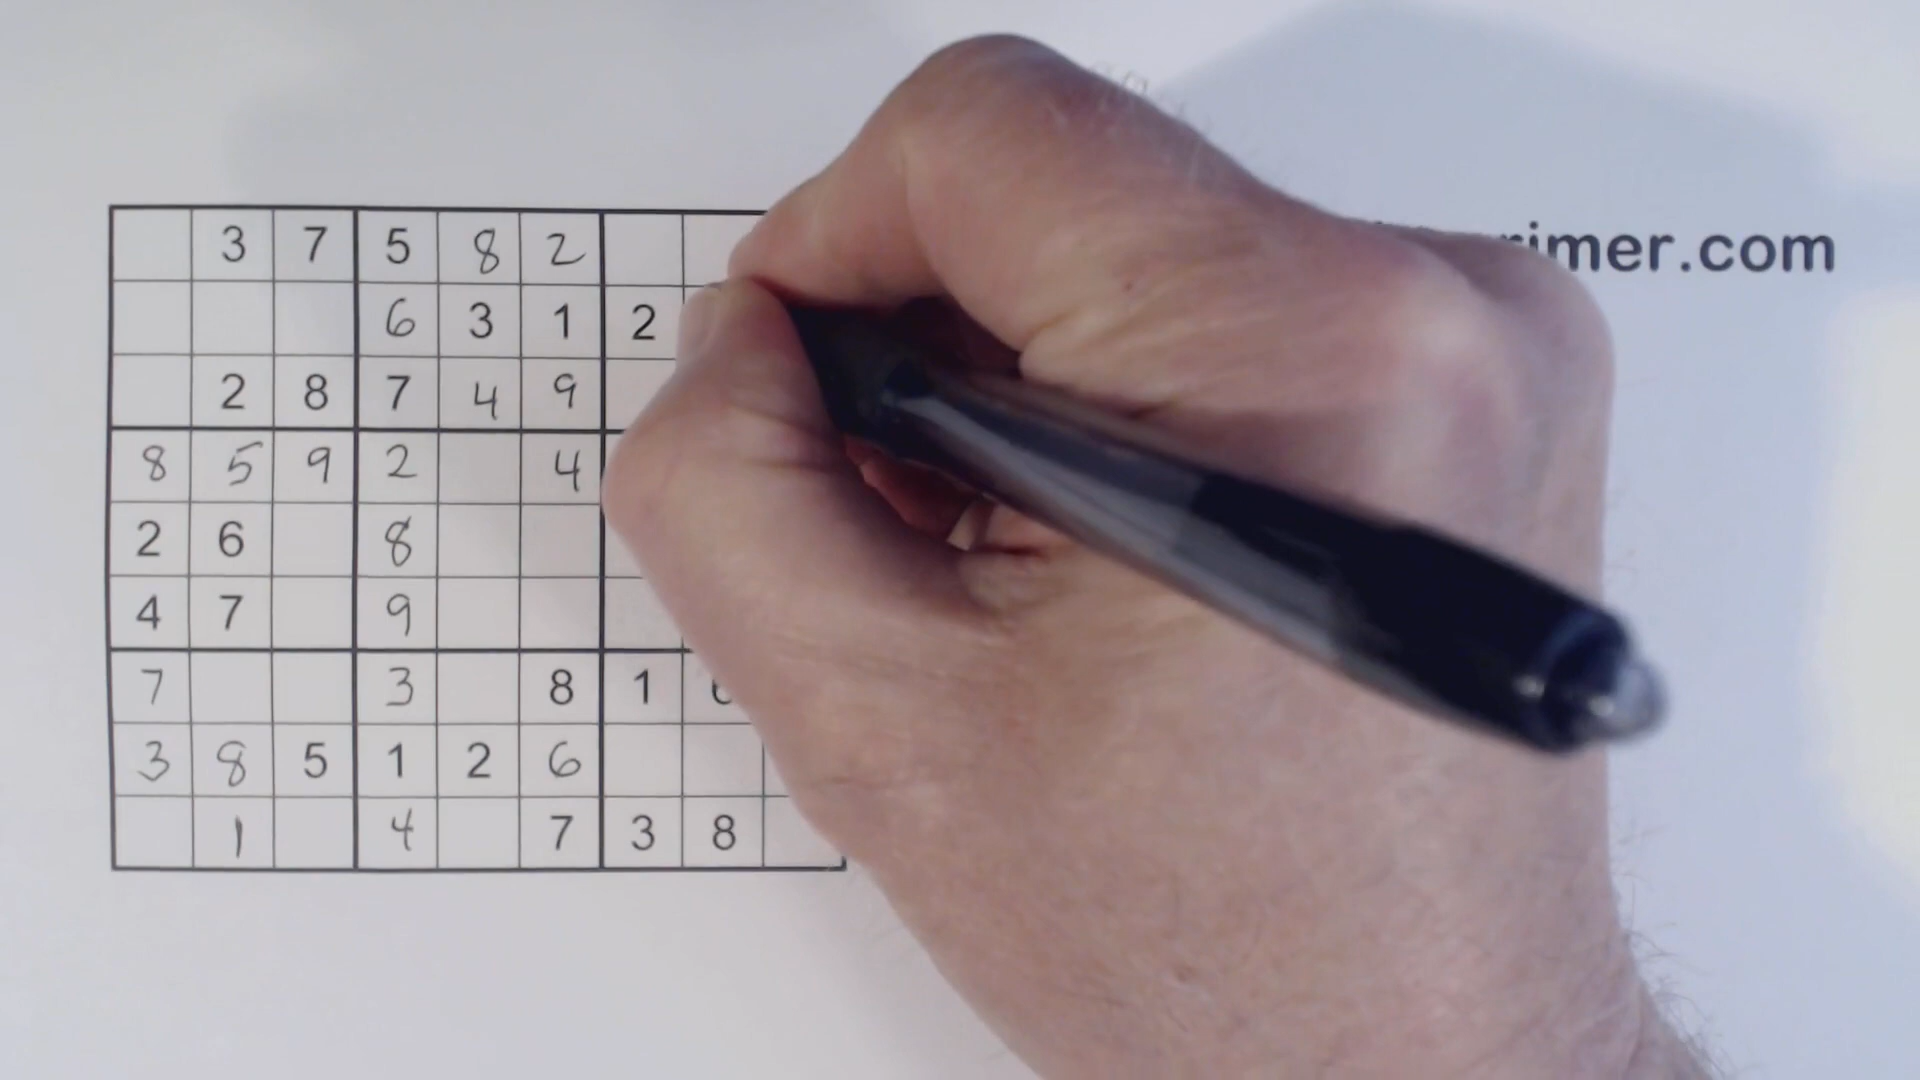 3 7 5 8 2
6 3 1 2
2 8 7 4 9
8 5 9 2 4
2 6 8
4 7 9
7 3 8 1
3 8 5 1 2 6
1 4 7 3 8
rimer.com